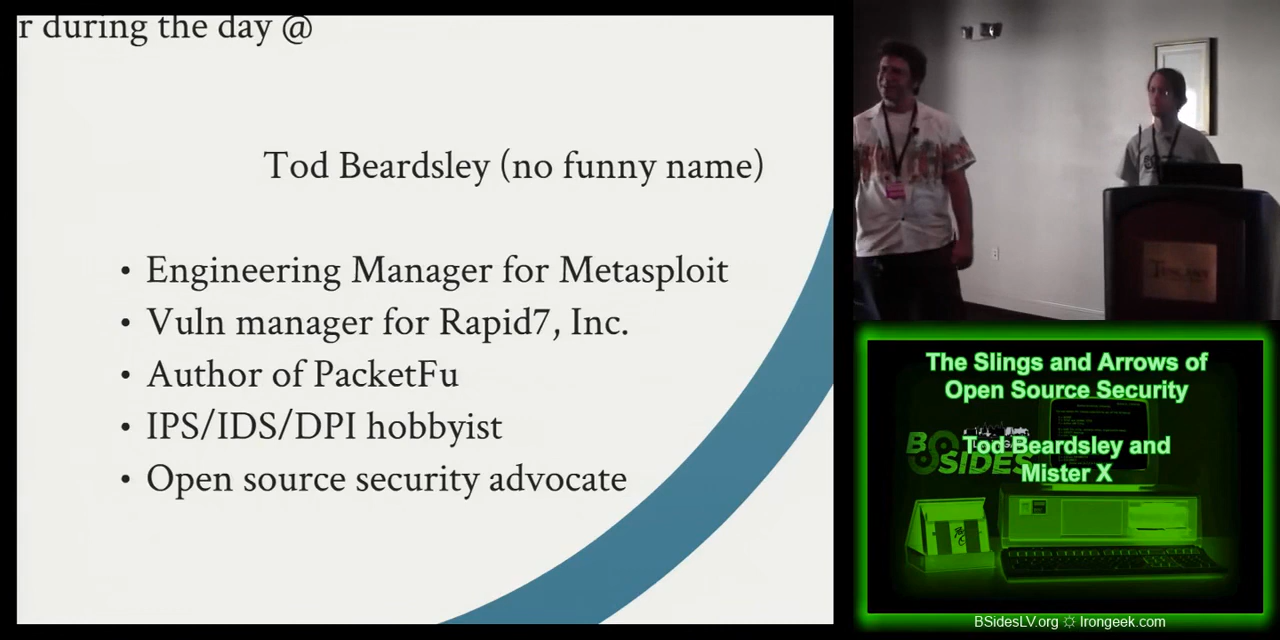 r during the day @
Tod Beardsley (no funny name)
• Engineering Manager for Metasploit
• Vuln manager for Rapid7, Inc.
• Author of PacketFu
• IPS/IDS/DPI hobbyist
• Open source security advocate
TUSCANY
The Slings and Arrows of
Open Source Security
BSIDES
Tod Beardsley and
Mister X
BSidesLV.org ☼ Irongeek.com